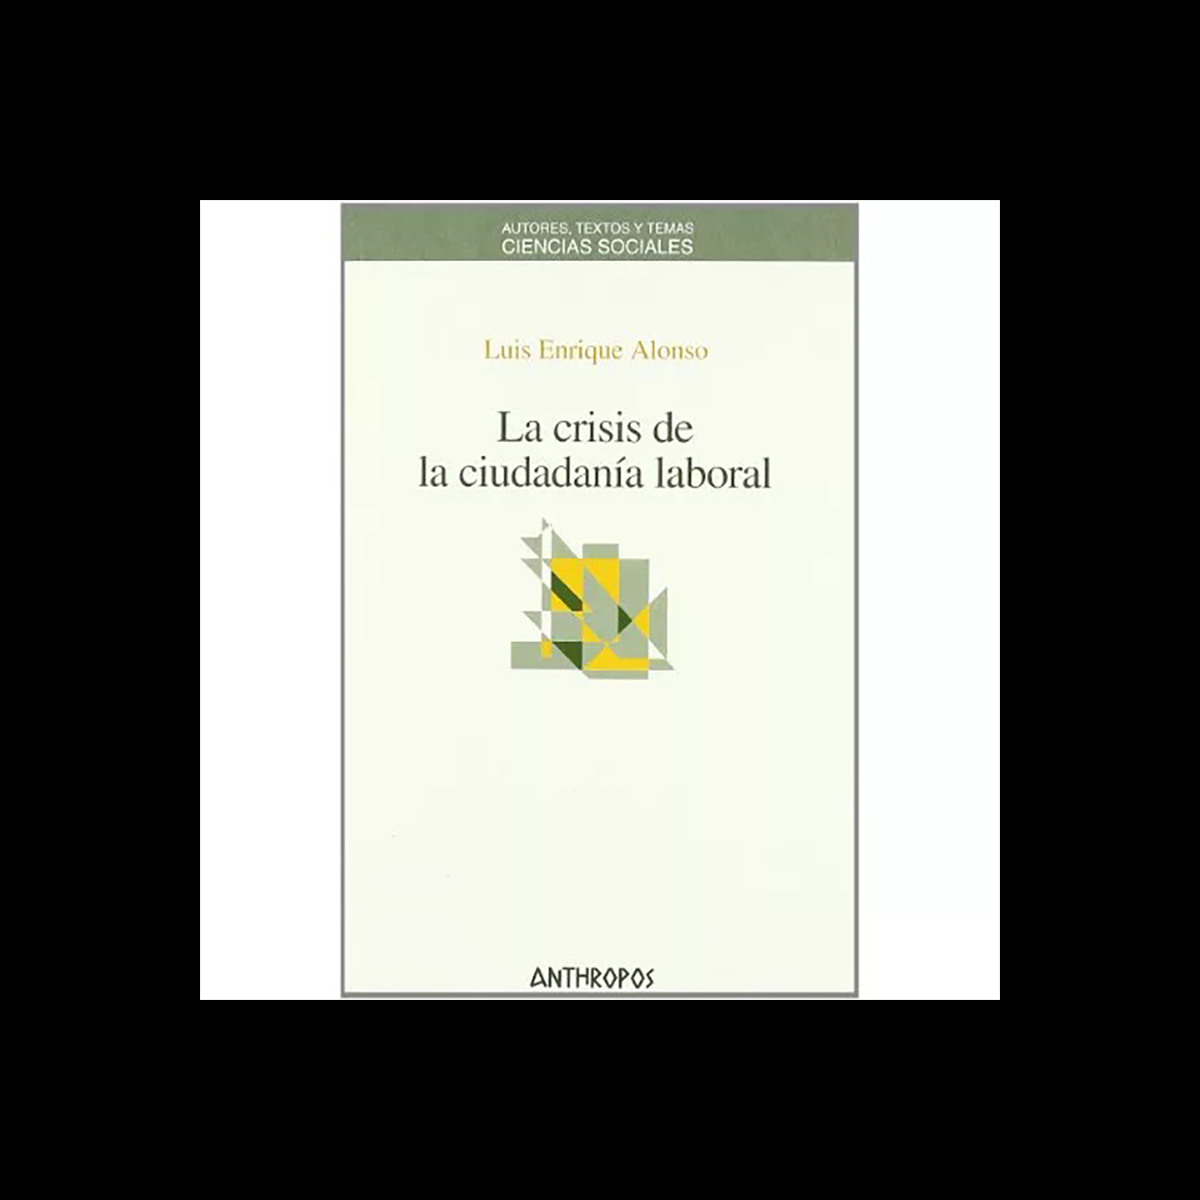 AUTORES, TEXTOS Y TEMAS
CIENCIAS SOCIALES
Luis Enrique Alonso
La crisis de
la ciudadanía laboral
ANTHROPOS